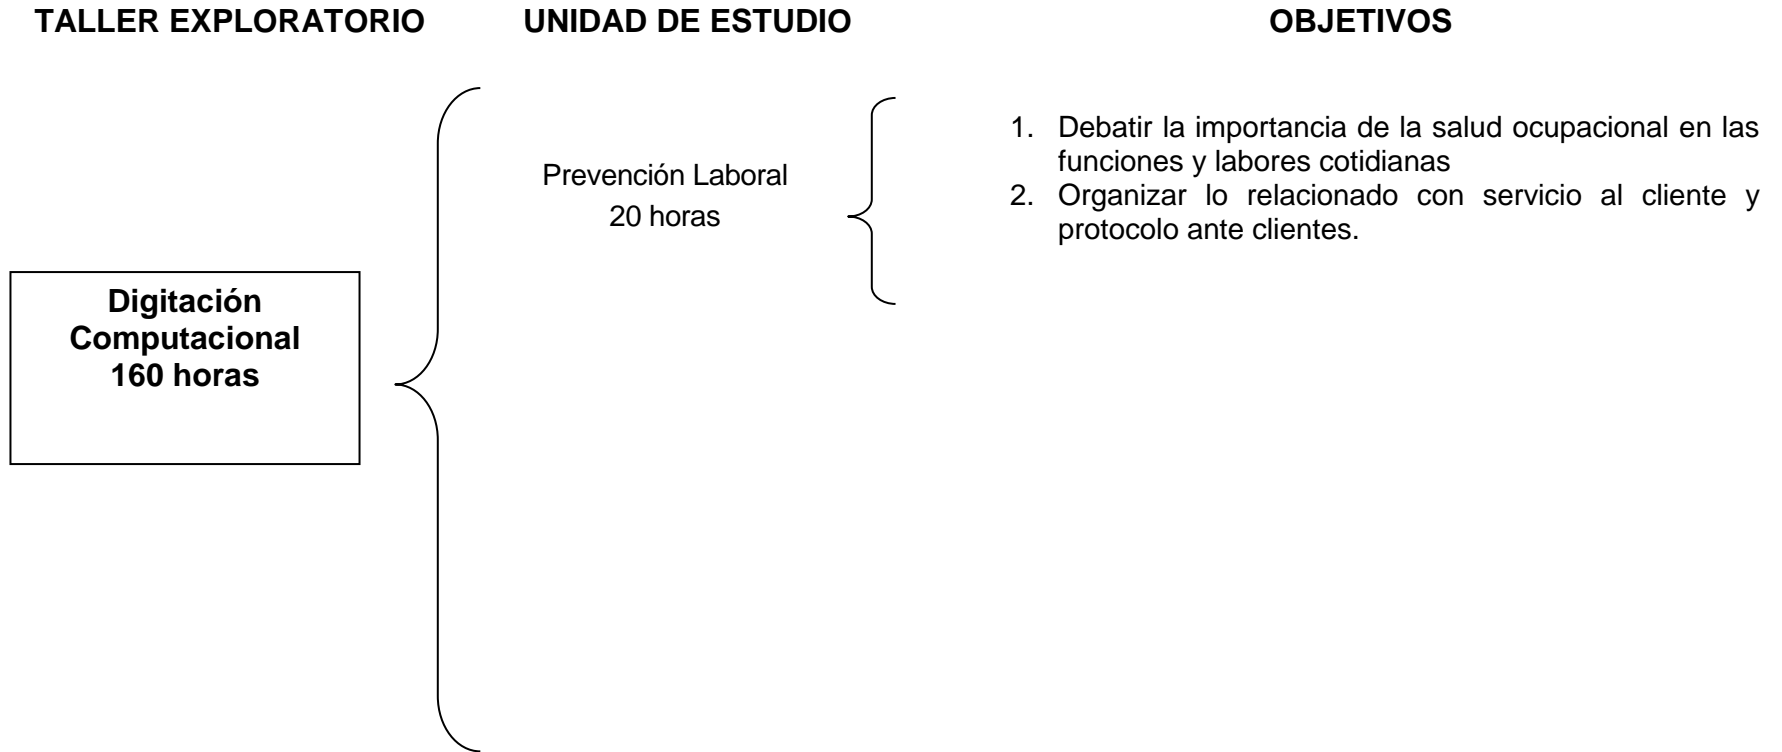 TALLER EXPLORATORIO UNIDAD DE ESTUDIO OBJETIVOS
Digitación
Computacional
160 horas
Prevención Laboral
20 horas
1. Debatir la importancia de la salud ocupacional en las
funciones y labores cotidianas
2. Organizar lo relacionado con servicio al cliente y
protocolo ante clientes.